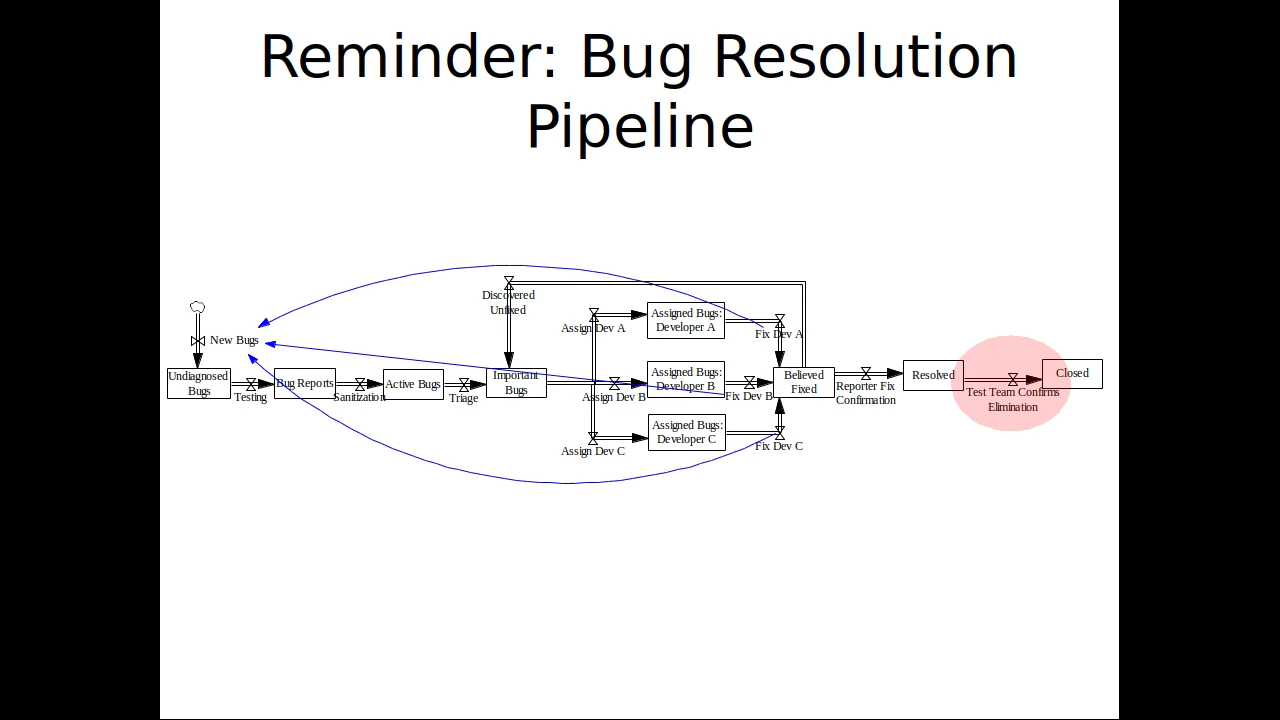 Reminder: Bug Resolution
Pipeline
Discovered
Unfixed
New Bugs
Undiagnosed
Bugs
Testing
Bug Reports
Sanitization
Active Bugs
Triage
Important
Bugs
Assign Dev A
Assigned Bugs:
Developer A
Fix Dev A
Assign Dev B
Assigned Bugs:
Developer B
Fix Dev B
Assign Dev C
Assigned Bugs:
Developer C
Fix Dev C
Believed
Fixed
Reporter Fix
Confirmation
Resolved
Test Team Confirms
Elimination
Closed